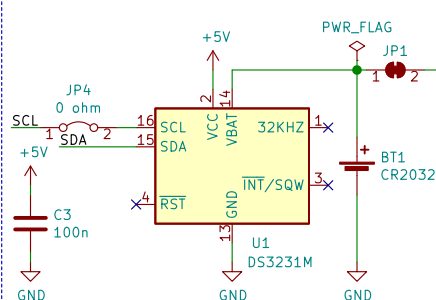 PWR_FLAG
+5V
JP1
1 2
JP4
0 ohm
SCL
1 2
SDA
+5V
16 SCL
15 SDA
2 VCC
14 VBAT
32KHZ 1
INT/SQW 3
4 RST
GND 13
BT1
CR2032
C3
100n
U1
DS3231M
GND
GND
GND